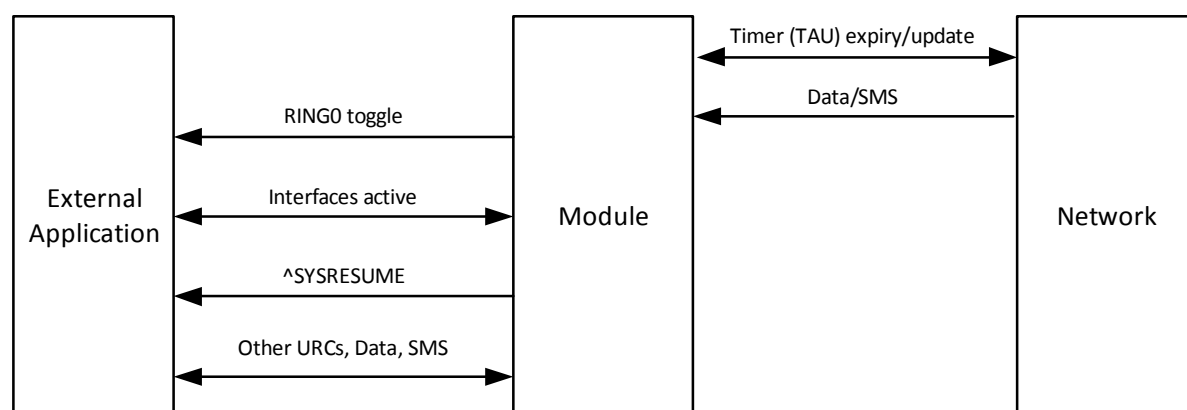 Timer (TAU) expiry/update
Data/SMS
RING0 toggle
Interfaces active
External
Application
Module
Network
^SYSRESUME
Other URCs, Data, SMS